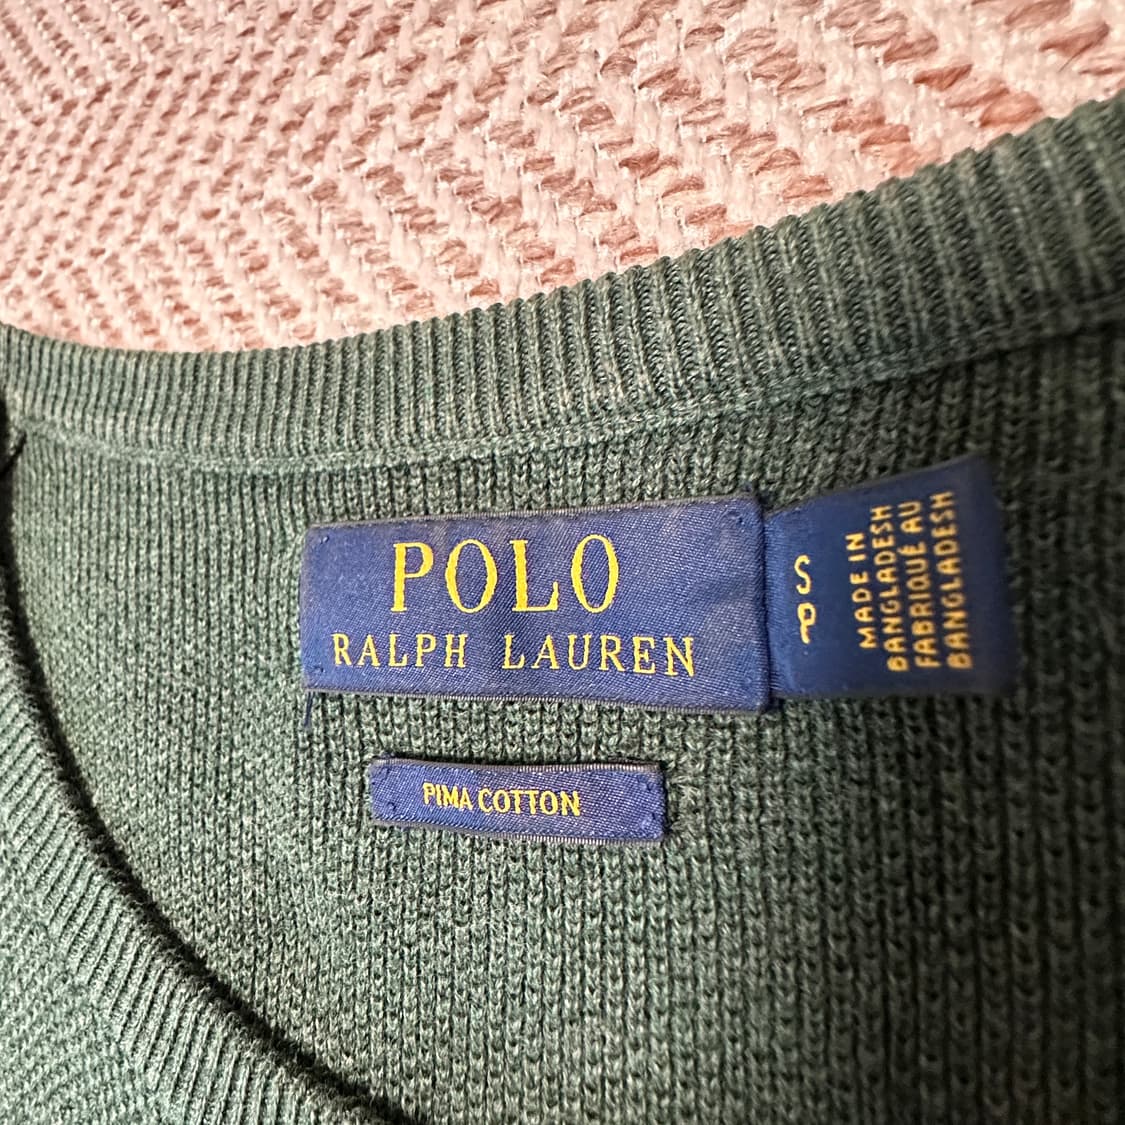 POLO
RALPH LAUREN
S
P
MADE IN
BANGLADESH
FABRIQUÉ AU
BANGLADESH
PIMA COTTON